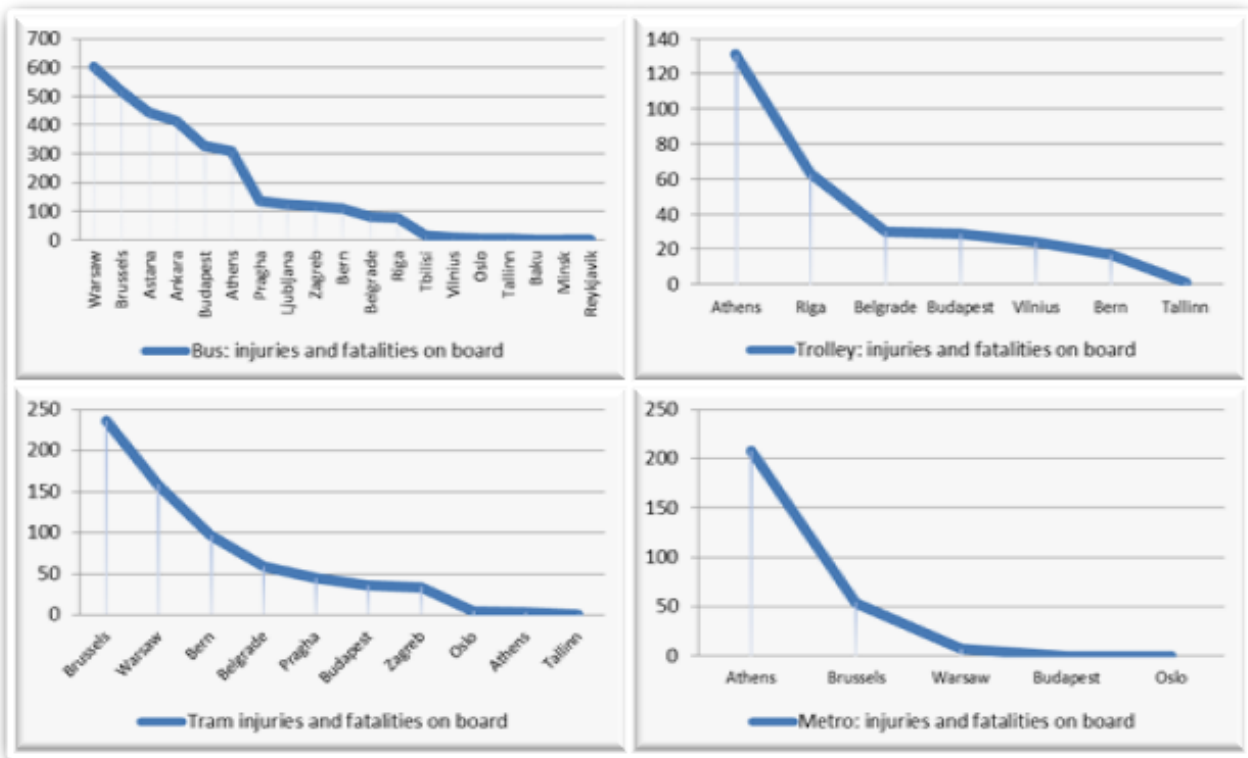 700
600
500
400
300
200
100
0
Warsaw
Brussels
Astana
Ankara
Budapest
Athens
Pragha
Ljubljana
Zagreb
Bern
Belgrade
Riga
Tbilisi
Vilnius
Oslo
Tallinn
Baku
Minsk
Reykjavik
Bus: injuries and fatalities on board
140
120
100
80
60
40
20
0
Athens
Riga
Belgrade
Budapest
Vilnius
Bern
Tallinn
Trolley: injuries and fatalities on board
250
200
150
100
50
0
Brussels
Warsaw
Bern
Belgrade
Pragha
Budapest
Zagreb
Oslo
Athens
Tallinn
Tram injuries and fatalities on board
250
200
150
100
50
0
Athens
Brussels
Warsaw
Budapest
Oslo
Metro: injuries and fatalities on board